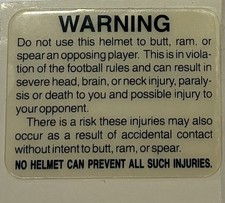 WARNING
Do not use this helmet to butt, ram, or
spear an opposing player. This is in viola-
tion of the football rules and can result in
severe head, brain, or neck injury, paraly-
sis or death to you and possible injury to
your opponent.
There is a risk these injuries may also
occur as a result of accidental contact
without intent to butt, ram, or spear.
NO HELMET CAN PREVENT ALL SUCH INJURIES.